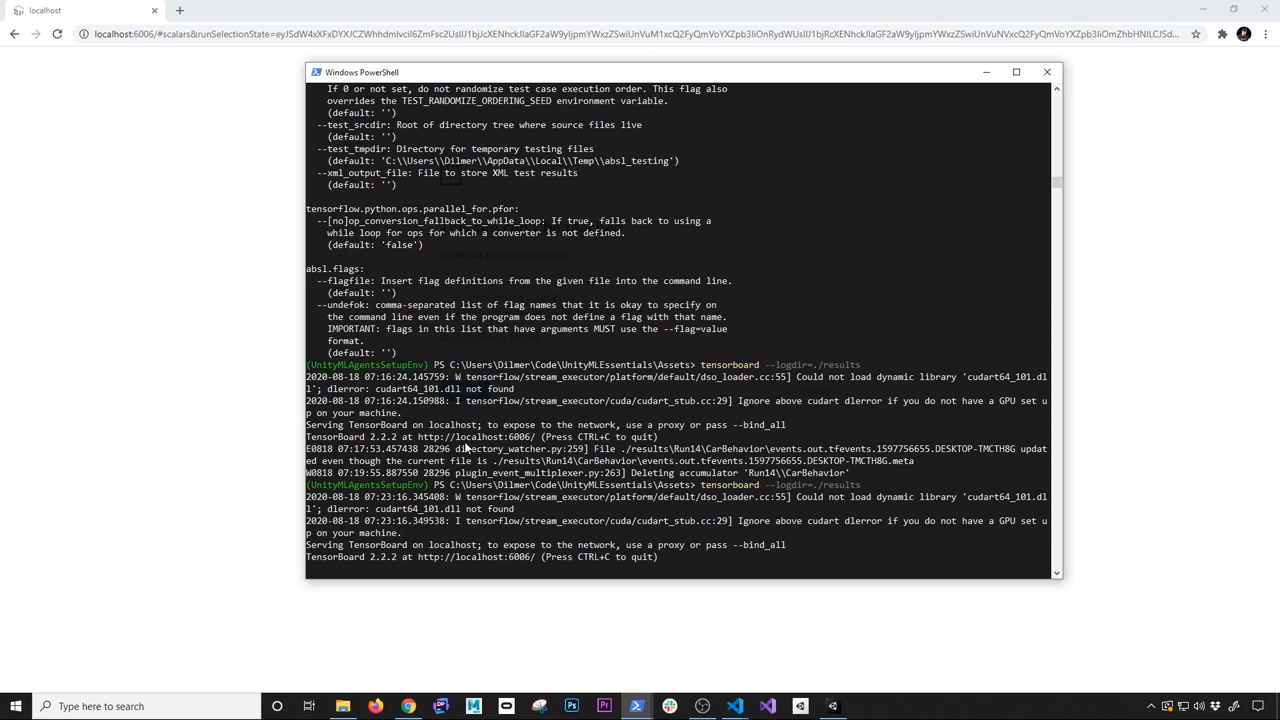 localhost
localhost:6006/#scalars&runSelectionState=
Windows PowerShell
If 0 or not set, do not randomize test case execution order. This flag also
overrides the TEST_RANDOMIZE_ORDERING_SEED environment variable.
(default: '')
--test_srcdir: Root of directory tree where source files live
(default: '')
--test_tmpdir: Directory for temporary testing files
(default: 'C:\\Users\\Dilmer\\AppData\\Local\\Temp\\absl_testing')
--xml_output_file: File to store XML test results
(default: '')
tensorflow.python.ops.parallel_for.pfor:
--[no]op_conversion_fallback_to_while_loop: If true, falls back to using a
while loop for ops for which a converter is not defined.
(default: 'false')
absl.flags:
--flagfile: Insert flag definitions from the given file into the command line.
(default: '')
--undefok: comma-separated list of flag names that it is okay to specify on
the command line even if the program does not define a flag with that name.
IMPORTANT: flags in this list that have arguments MUST use the --flag=value
format.
(default: '')
(UnityMLAgentsSetupEnv) PS C:\Users\Dilmer\Code\UnityMLEssentials\Assets> tensorboard --logdir=./results
2020-08-18 07:16:24.145759: W tensorflow/stream_executor/platform/default/dso_loader.cc:55] Could not load dynamic library 'cudart64_101.dl
l'; dlerror: cudart64_101.dll not found
2020-08-18 07:16:24.150988: I tensorflow/stream_executor/cuda/cudart_stub.cc:29] Ignore above cudart dlerror if you do not have a GPU set u
p on your machine.
Serving TensorBoard on localhost; to expose to the network, use a proxy or pass --bind_all
TensorBoard 2.2.2 at http://localhost:6006/ (Press CTRL+C to quit)
E0818 07:17:53.457438 28296 directory_watcher.py:259] File ./results\Run14\CarBehavior\events.out.tfevents.1597756655.DESKTOP-TMCTH8G updat
ed even though the current file is ./results\Run14\CarBehavior\events.out.tfevents.1597756655.DESKTOP-TMCTH8G.meta
W0818 07:19:55.887550 28296 plugin_event_multiplexer.py:263] Deleting accumulator 'Run14\\CarBehavior'
(UnityMLAgentsSetupEnv) PS C:\Users\Dilmer\Code\UnityMLEssentials\Assets> tensorboard --logdir=./results
2020-08-18 07:23:16.345408: W tensorflow/stream_executor/platform/default/dso_loader.cc:55] Could not load dynamic library 'cudart64_101.dl
l'; dlerror: cudart64_101.dll not found
2020-08-18 07:23:16.349538: I tensorflow/stream_executor/cuda/cudart_stub.cc:29] Ignore above cudart dlerror if you do not have a GPU set u
p on your machine.
Serving TensorBoard on localhost; to expose to the network, use a proxy or pass --bind_all
TensorBoard 2.2.2 at http://localhost:6006/ (Press CTRL+C to quit)
Type here to search